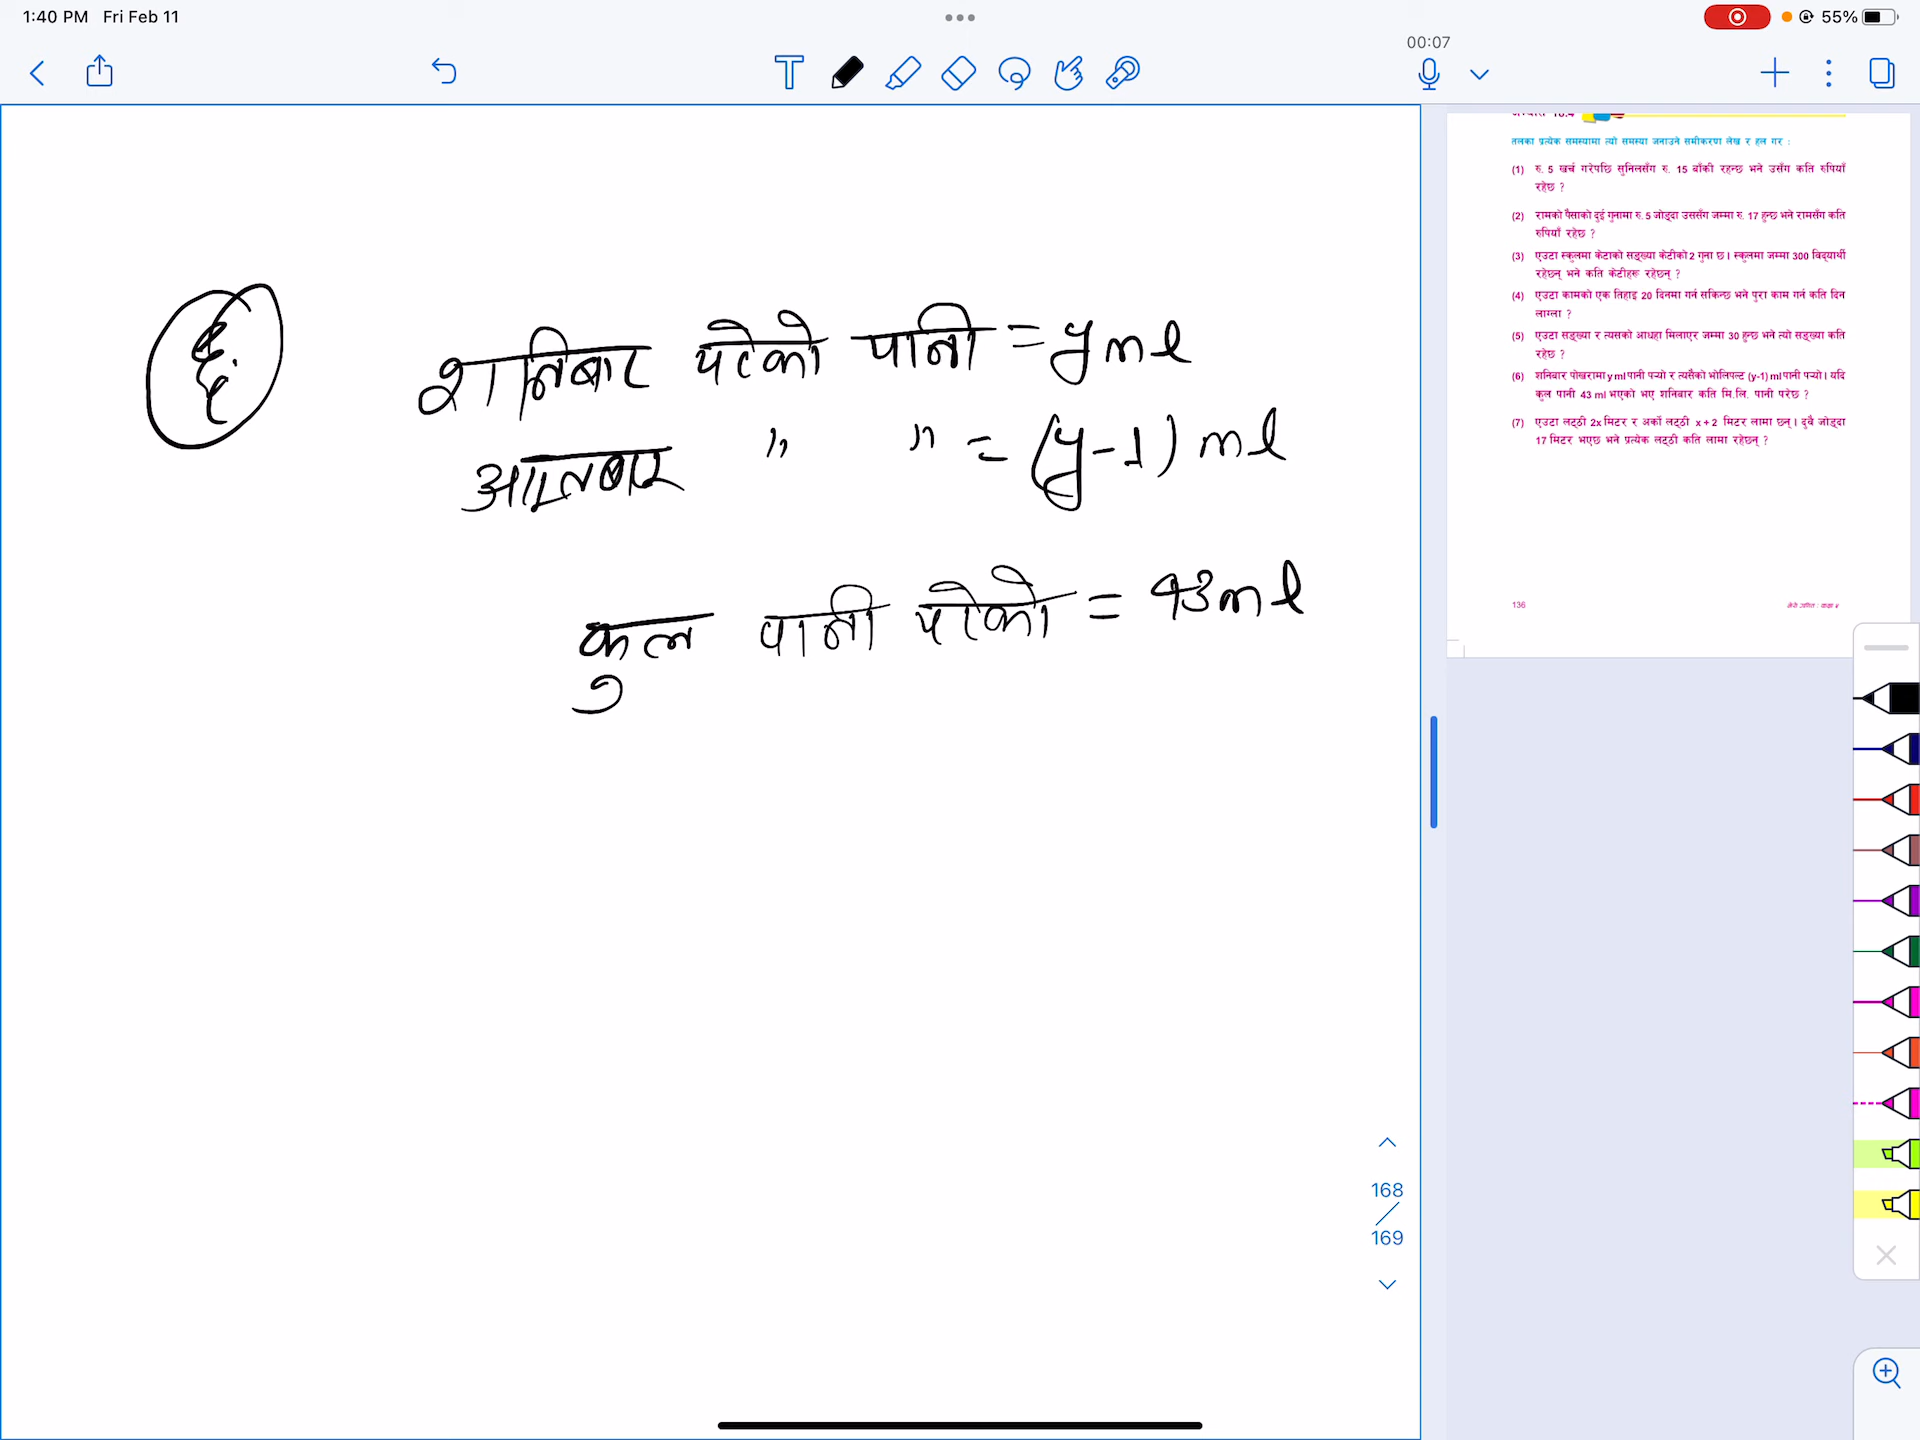 1:40 PM Fri Feb 11
55%
00:07
६.
शनिबार परेको पानी = y ml
आइतबार " " = (y-1) ml
कुल पानी परेको = 43 ml
168
169
तलका प्रत्येक समस्यामा त्यो समस्या जनाउने समीकरण लेख र हल गर :
(1) रु. 5 खर्च गरेपछि सुनिलसँग रु. 15 बाँकी रहन्छ भने उसँग कति रुपियाँ
रहेछ ?
(2) रामको पैसाको दुई गुनामा रु. 5 जोड्दा उससँग जम्मा रु. 17 हुन्छ भने रामसँग कति
रुपियाँ रहेछ ?
(3) एउटा स्कुलमा केटाको सङ्ख्या केटीको 2 गुना छ। स्कुलमा जम्मा 300 विद्यार्थी
रहेछन् भने कति केटीहरू रहेछन् ?
(4) एउटा कामको एक तिहाइ 20 दिनमा गर्न सकिन्छ भने पुरा काम गर्न कति दिन
लाग्ला ?
(5) एउटा सङ्ख्या र त्यसको आधहा मिलाएर जम्मा 30 हुन्छ भने त्यो सङ्ख्या कति
रहेछ ?
(6) शनिबार पोखरामा y ml पानी पऱ्यो र त्यसैको भोलिपल्ट (y-1) ml पानी पऱ्यो। यदि
कुल पानी 43 ml भएको भए शनिबार कति मि.लि. पानी परेछ ?
(7) एउटा लट्ठी 2x मिटर र अर्को लट्ठी x + 2 मिटर लामा छन्। दुवै जोड्दा
17 मिटर भएछ भने प्रत्येक लट्ठी कति लामा रहेछन् ?
136